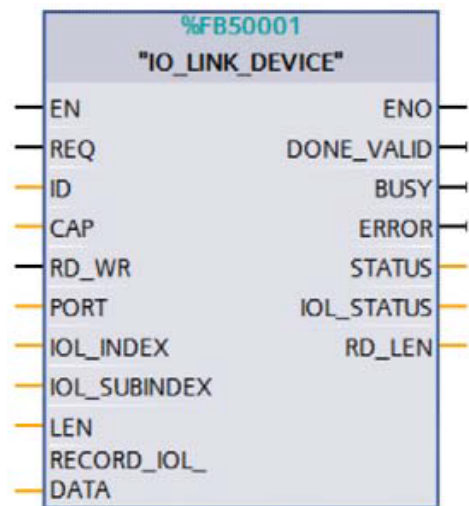 %FB50001
"IO_LINK_DEVICE"
EN ENO
REQ DONE_VALID
ID BUSY
CAP ERROR
RD_WR STATUS
PORT IOL_STATUS
IOL_INDEX RD_LEN
IOL_SUBINDEX
LEN
RECORD_IOL_
DATA